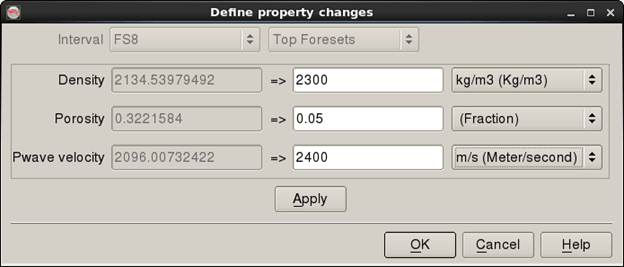 Define property changes
Interval FS8 Top Foresets
Density 2134.53979492 => 2300 kg/m3 (Kg/m3)
Porosity 0.3221584 => 0.05 (Fraction)
Pwave velocity 2096.00732422 => 2400 m/s (Meter/second)
Apply
OK Cancel Help